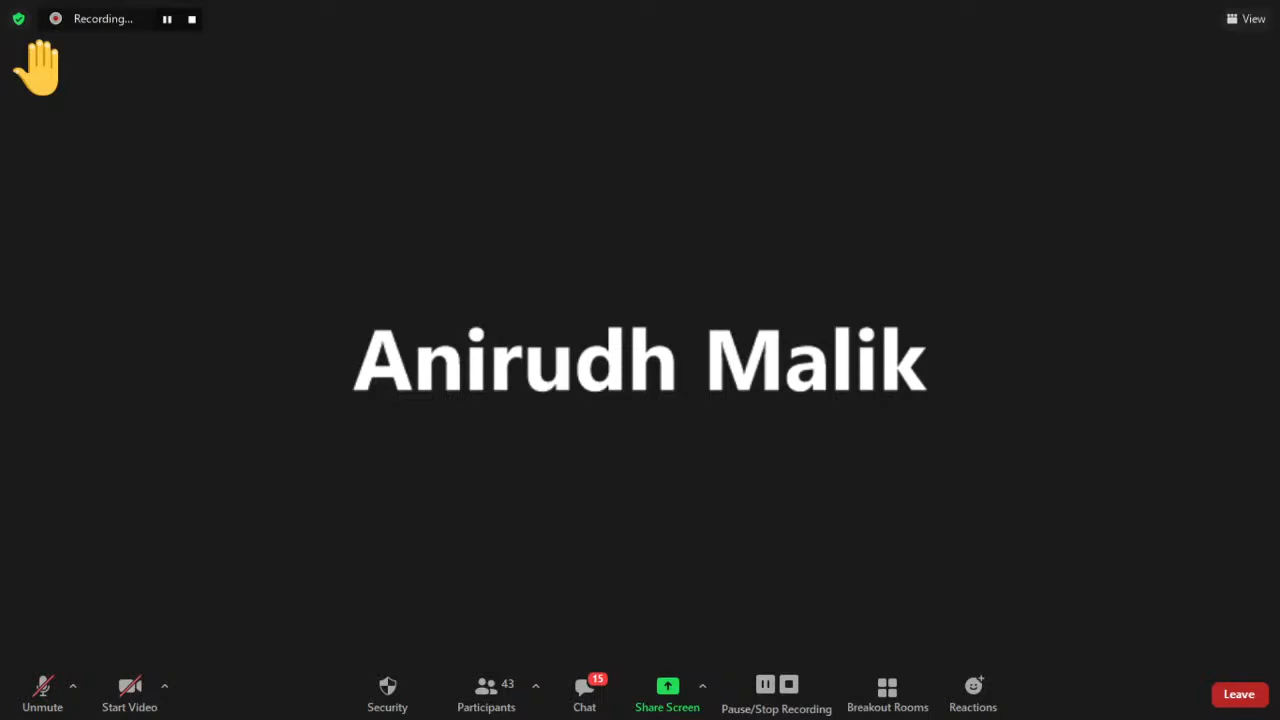 Recording...
View
Anirudh Malik
43
15
Unmute
Start Video
Security
Participants
Chat
Share Screen
Pause/Stop Recording
Breakout Rooms
Reactions
Leave